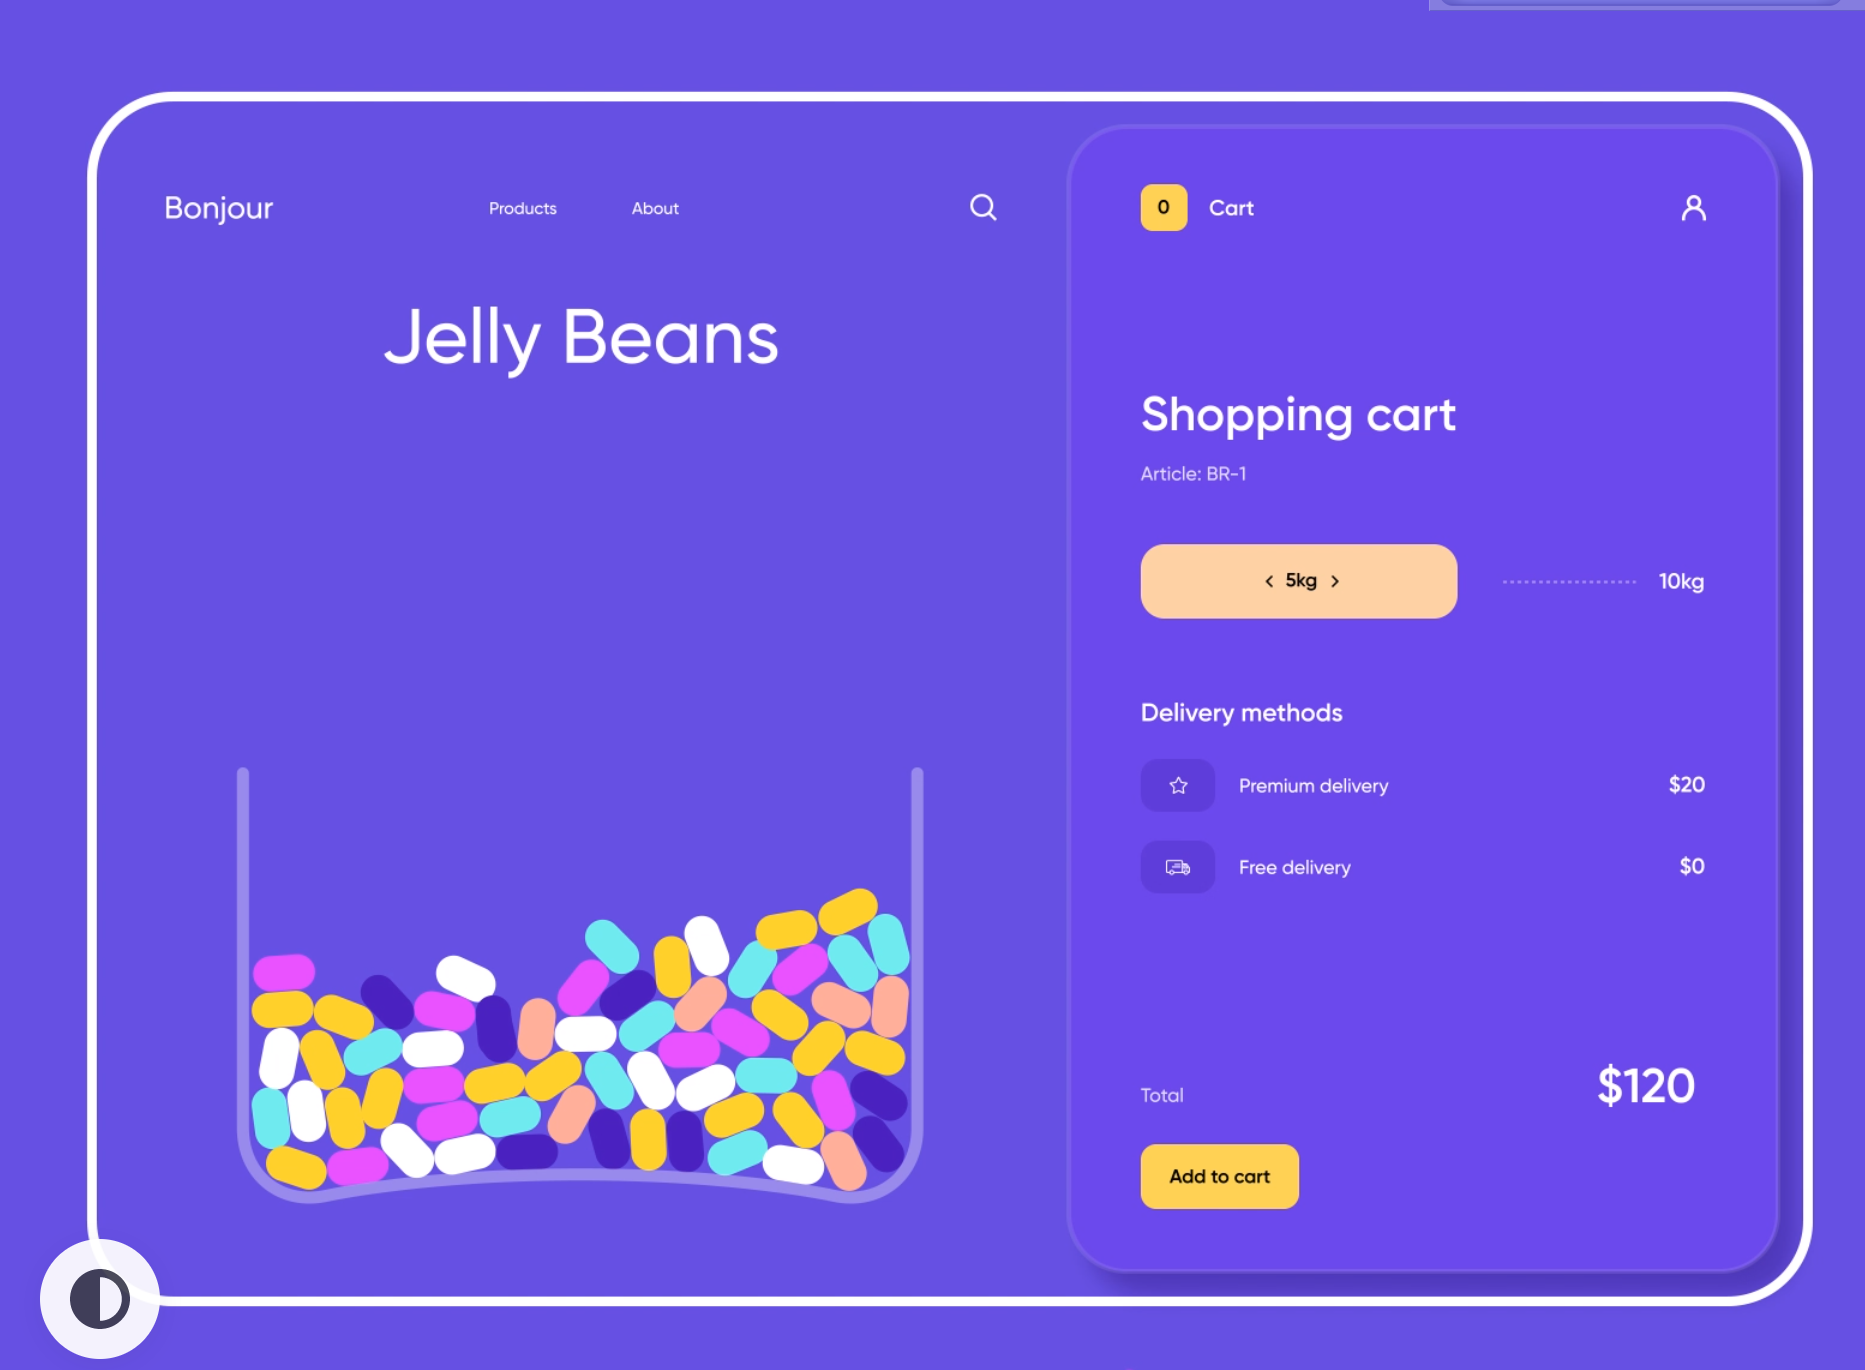 Bonjour
Products
About
Jelly Beans
0
Cart
Shopping cart
Article: BR-1
5kg
10kg
Delivery methods
Premium delivery
$20
Free delivery
$0
Total
$120
Add to cart